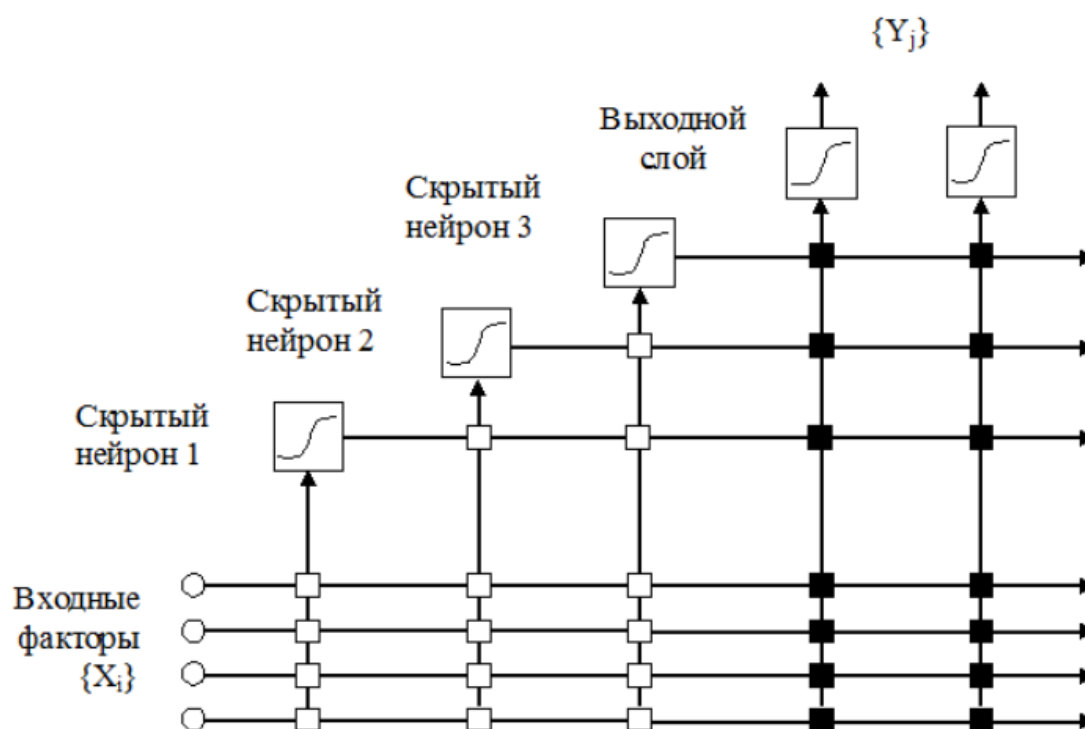 {Yj}
Выходной
слой
Скрытый
нейрон 3
Скрытый
нейрон 2
Скрытый
нейрон 1
Входные
факторы
{Xi}